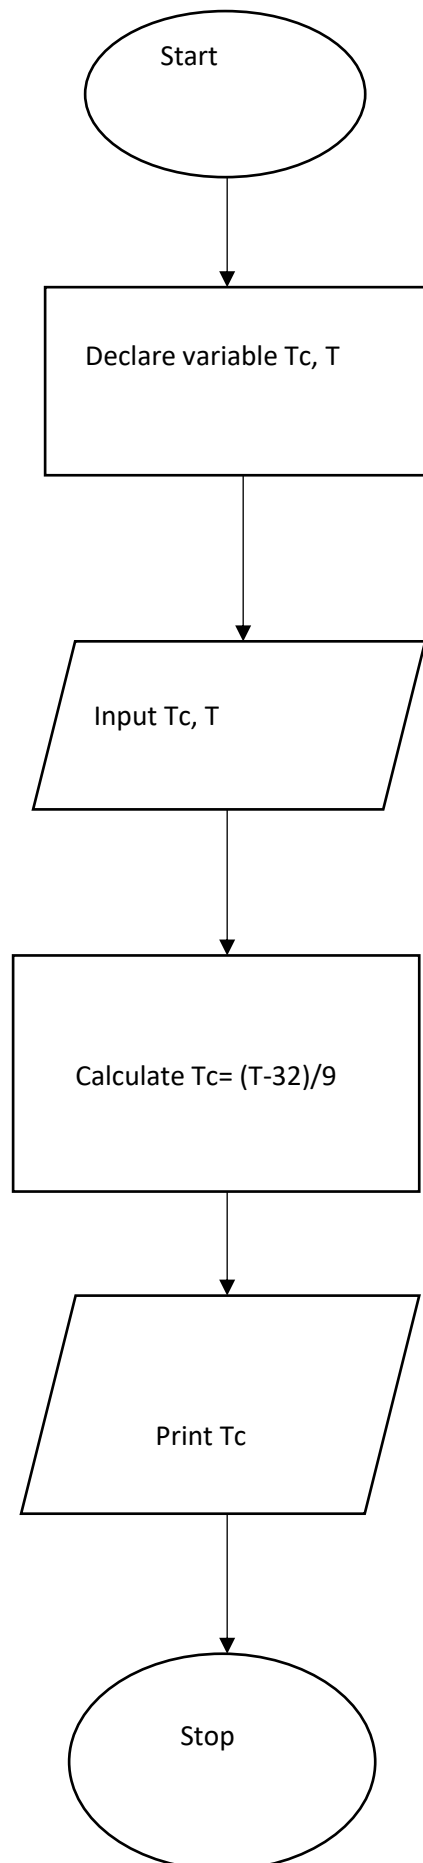 Start
Declare variable Tc, T
Input Tc, T
Calculate Tc= (T-32)/9
Print Tc
Stop